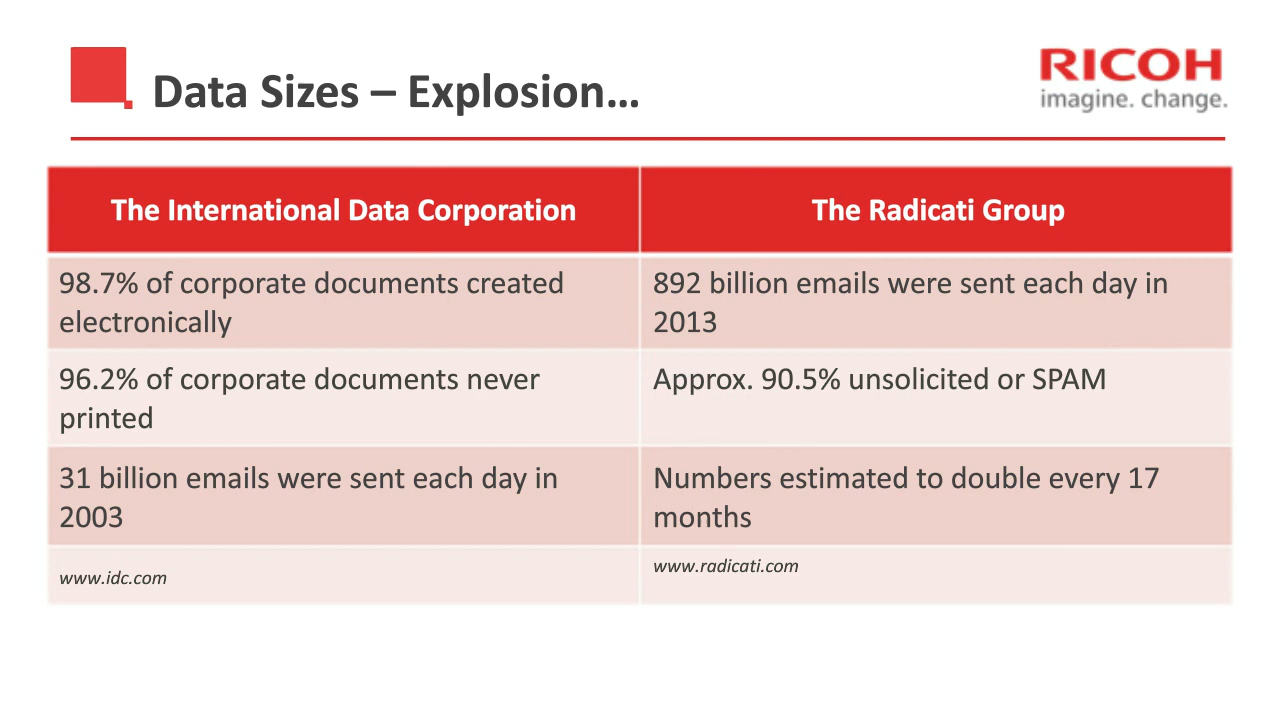 Data Sizes – Explosion...
RICOH
imagine. change.
The International Data Corporation
The Radicati Group
98.7% of corporate documents created
electronically
892 billion emails were sent each day in
2013
96.2% of corporate documents never
printed
Approx. 90.5% unsolicited or SPAM
31 billion emails were sent each day in
2003
Numbers estimated to double every 17
months
www.idc.com
www.radicati.com